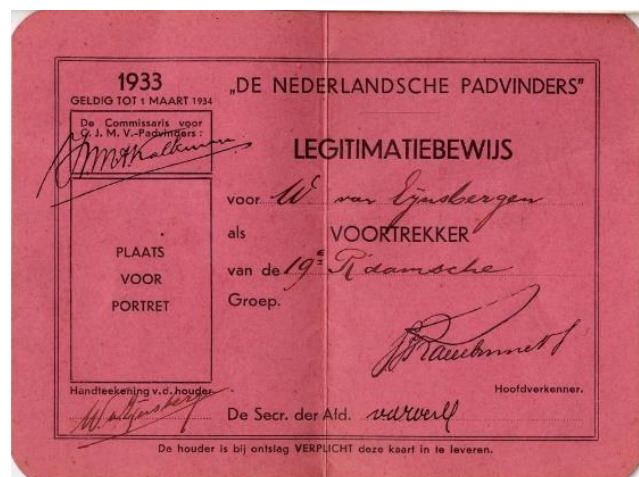 1933
GELDIG TOT 1 MAART 1934
„DE NEDERLANDSCHE PADVINDERS"
De Commissaris voor
C. J. M. V.-Padvinders :
LEGITIMATIEBEWIJS
voor W van Eijnsbergen
als VOORTREKKER
van de 19e R'damsche
Groep.
PLAATS
VOOR
PORTRET
Hoofdverkenner.
Handteekening v.d. houder
De Secr. der Afd.
De houder is bij ontslag VERPLICHT deze kaart in te leveren.